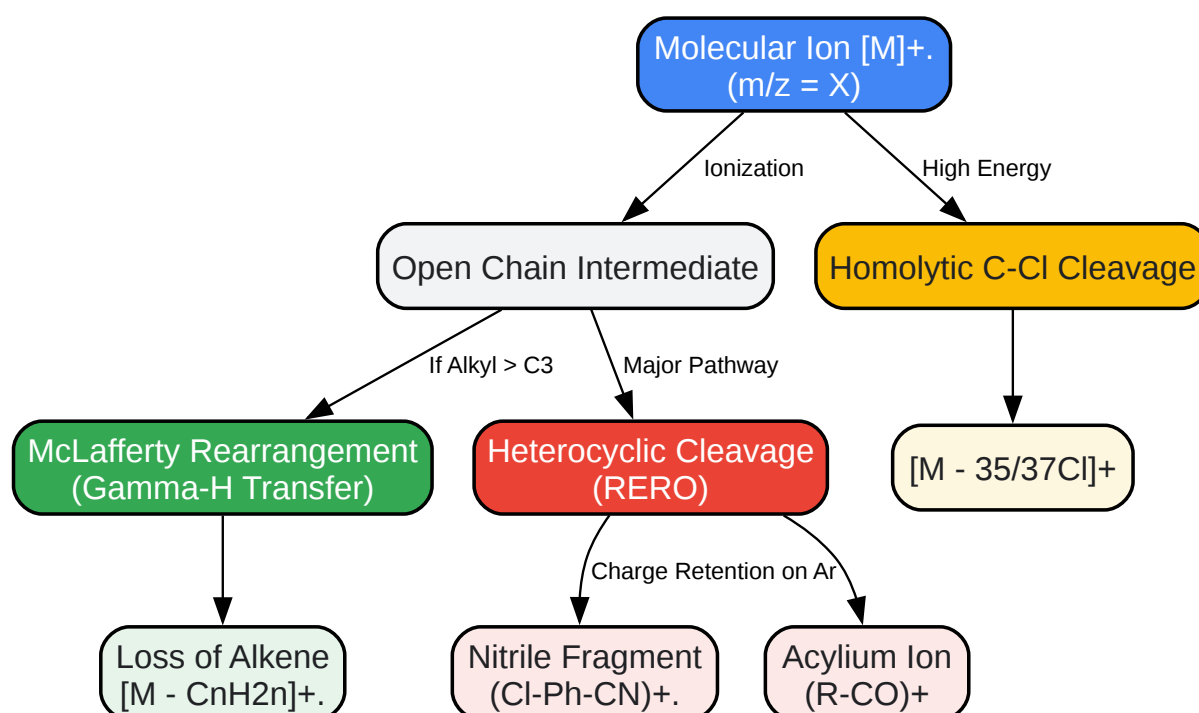 Molecular Ion [M]+.
(m/z = X)
Ionization
High Energy
Open Chain Intermediate
Homolytic C-Cl Cleavage
If Alkyl > C3
Major Pathway
McLafferty Rearrangement
(Gamma-H Transfer)
Heterocyclic Cleavage
(RERO)
[M - 35/37Cl]+
Charge Retention on Ar
Loss of Alkene
[M - CnH2n]+.
Nitrile Fragment
(Cl-Ph-CN)+.
Acylium Ion
(R-CO)+